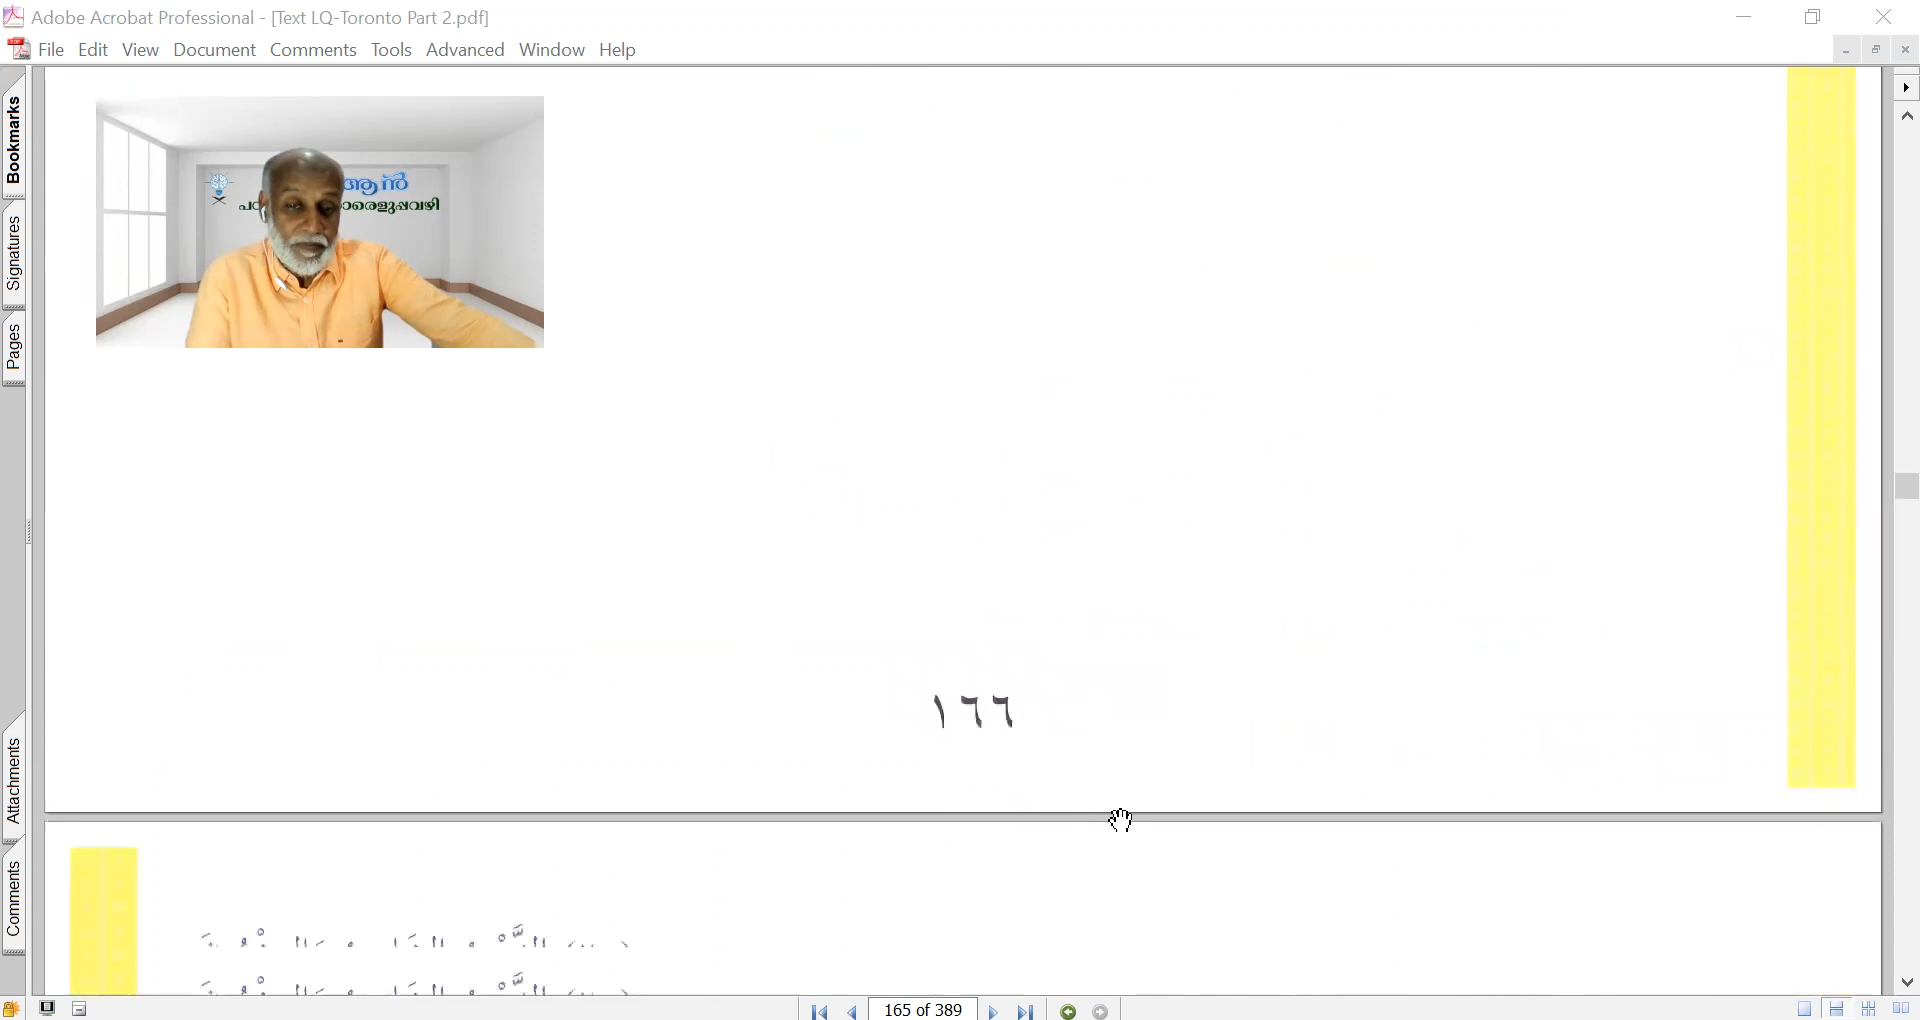 Adobe Acrobat Professional - [Text LQ-Toronto Part 2.pdf]
File Edit View Document Comments Tools Advanced Window Help
Bookmarks
Signatures
Pages
Attachments
Comments
ആൻ
١٦٦
165 of 389